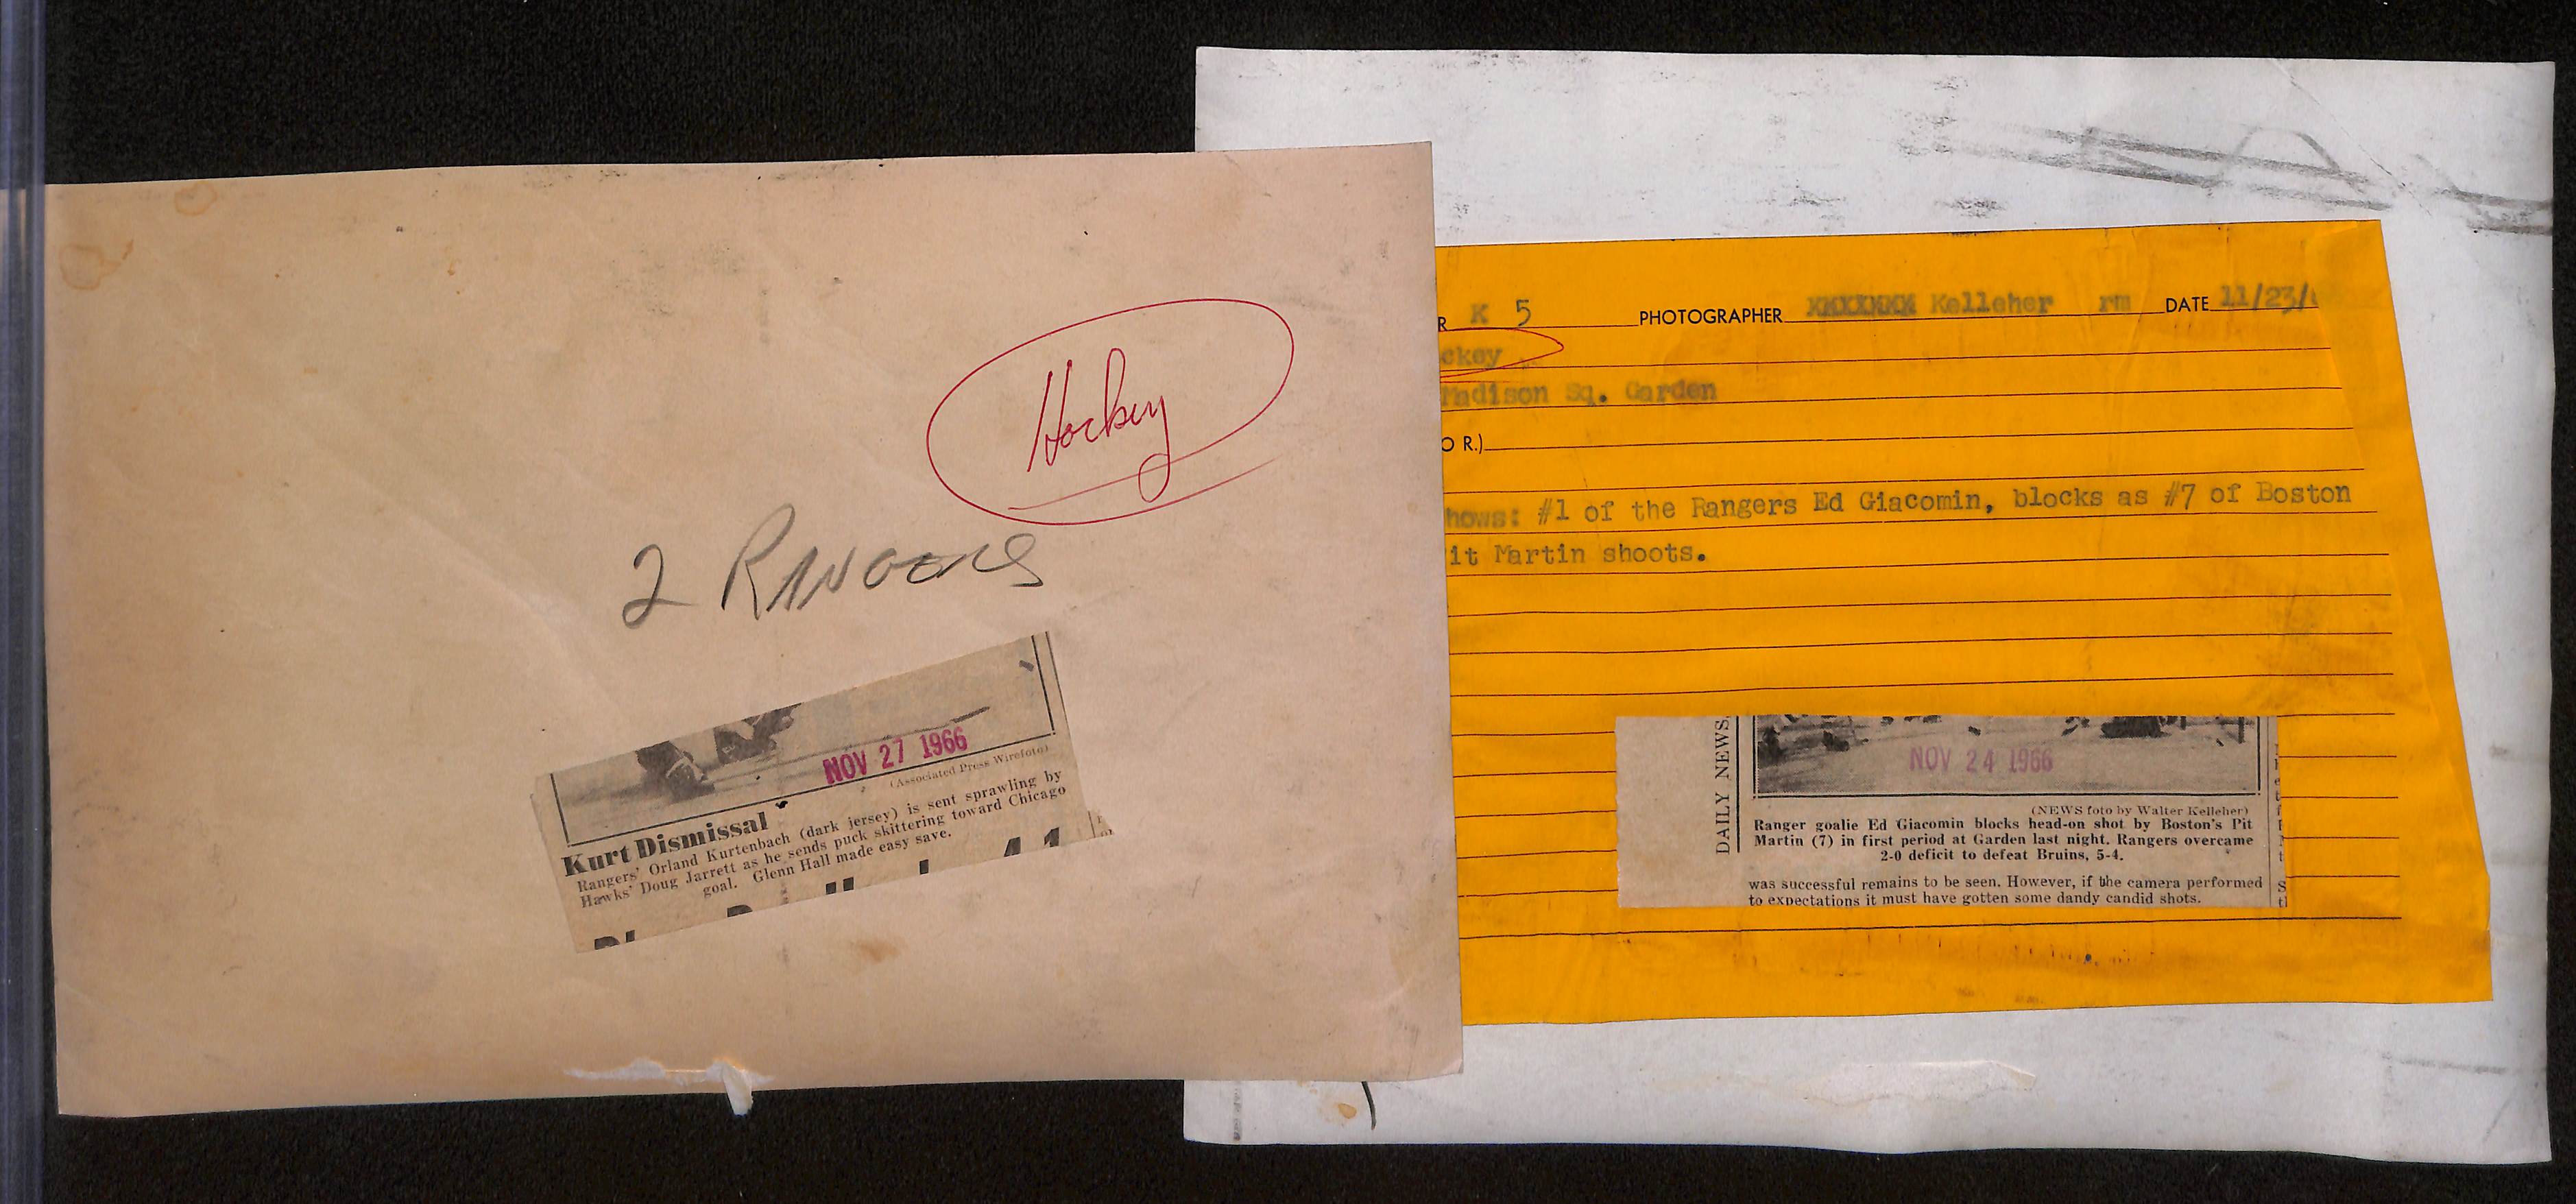 Hockey
2 RANGERS
NOV 27 1966
(Associated Press Wirefoto)
Kurt Dismissal
Rangers' Orland Kurtenbach (dark jersey) is sent sprawling by
Hawks' Doug Jarrett as he sends puck skittering toward Chicago
goal. Glenn Hall made easy save.
R K 5 PHOTOGRAPHER XXXXXXX Kelleher rm DATE 11/23/
ckey
Madison Sq. Garden
O R.)
hows: #1 of the Rangers Ed Giacomin, blocks as #7 of Boston
Pit Martin shoots.
DAILY NEWS,
NOV 24 1966
(NEWS foto by Walter Kelleher)
Ranger goalie Ed Giacomin blocks head-on shot by Boston's Pit
Martin (7) in first period at Garden last night. Rangers overcame
2-0 deficit to defeat Bruins, 5-4.
was successful remains to be seen. However, if the camera performed
to expectations it must have gotten some dandy candid shots.